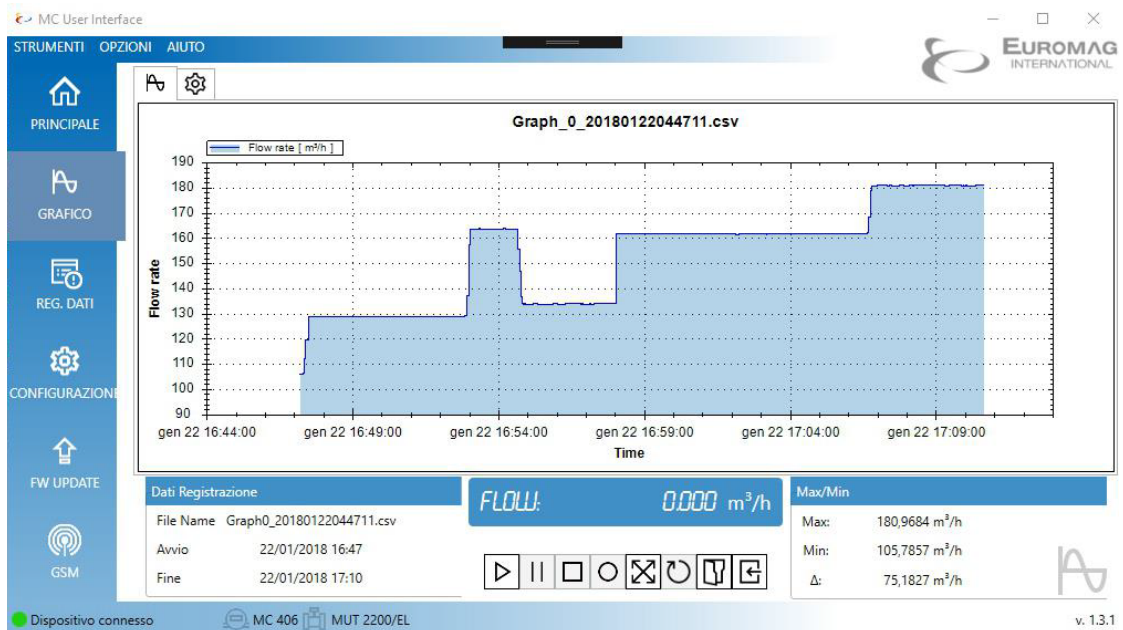 MC User Interface
STRUMENTI OPZIONI AIUTO
EUROMAG
INTERNATIONAL
PRINCIPALE
GRAFICO
REG. DATI
CONFIGURAZIONE
FW UPDATE
GSM
Graph_0_20180122044711.csv
Flow rate [ m³/h ]
190
180
170
160
150
140
130
120
110
100
90
Flow rate
gen 22 16:44:00 gen 22 16:49:00 gen 22 16:54:00 gen 22 16:59:00 gen 22 17:04:00 gen 22 17:09:00
Time
Dati Registrazione
File Name Graph0_20180122044711.csv
Avvio 22/01/2018 16:47
Fine 22/01/2018 17:10
FLOW: 0.000 m³/h
Max/Min
Max: 180,9684 m³/h
Min: 105,7857 m³/h
Δ: 75,1827 m³/h
Dispositivo connesso MC 406 MUT 2200/EL v. 1.3.1